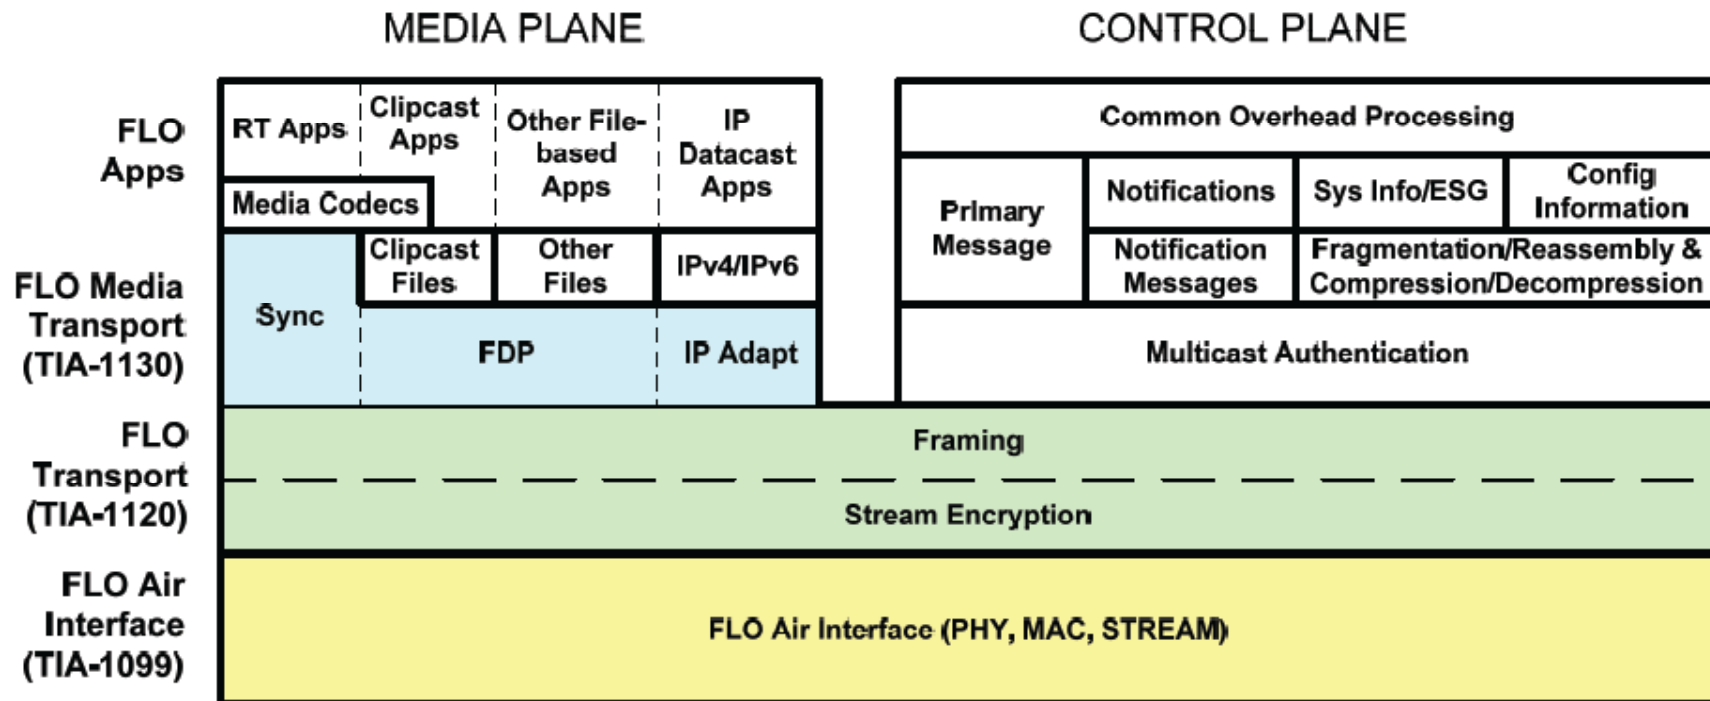 MEDIA PLANE
CONTROL PLANE
FLO
Apps
RT Apps
Clipcast
Apps
Other File-
based
Apps
IP
Datacast
Apps
Media Codecs
Common Overhead Processing
Primary
Message
Notifications
Sys Info/ESG
Config
Information
FLO Media
Transport
(TIA-1130)
Sync
Clipcast
Files
Other
Files
IPv4/IPv6
FDP
IP Adapt
Notification
Messages
Fragmentation/Reassembly &
Compression/Decompression
Multicast Authentication
FLO
Transport
(TIA-1120)
Framing
Stream Encryption
FLO Air
Interface
(TIA-1099)
FLO Air Interface (PHY, MAC, STREAM)